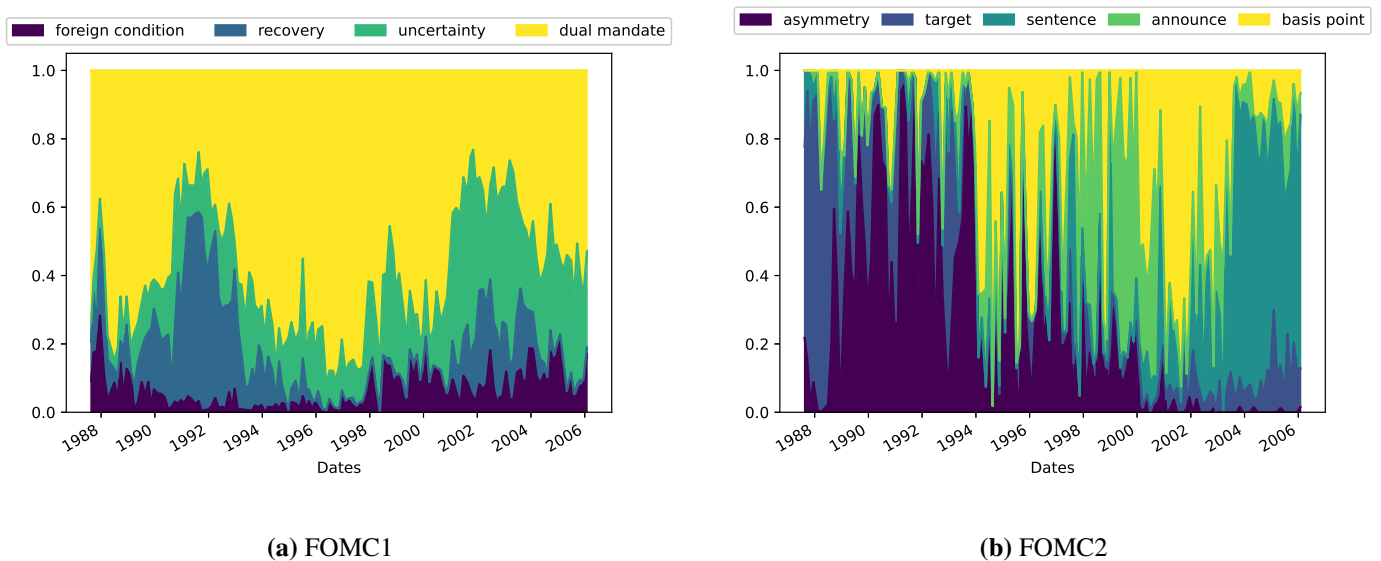 foreign condition recovery uncertainty dual mandate
1.0
0.8
0.6
0.4
0.2
0.0
1988 1990 1992 1994 1996 1998 2000 2002 2004 2006
Dates
(a) FOMC1
asymmetry target sentence announce basis point
1.0
0.8
0.6
0.4
0.2
0.0
1988 1990 1992 1994 1996 1998 2000 2002 2004 2006
Dates
(b) FOMC2